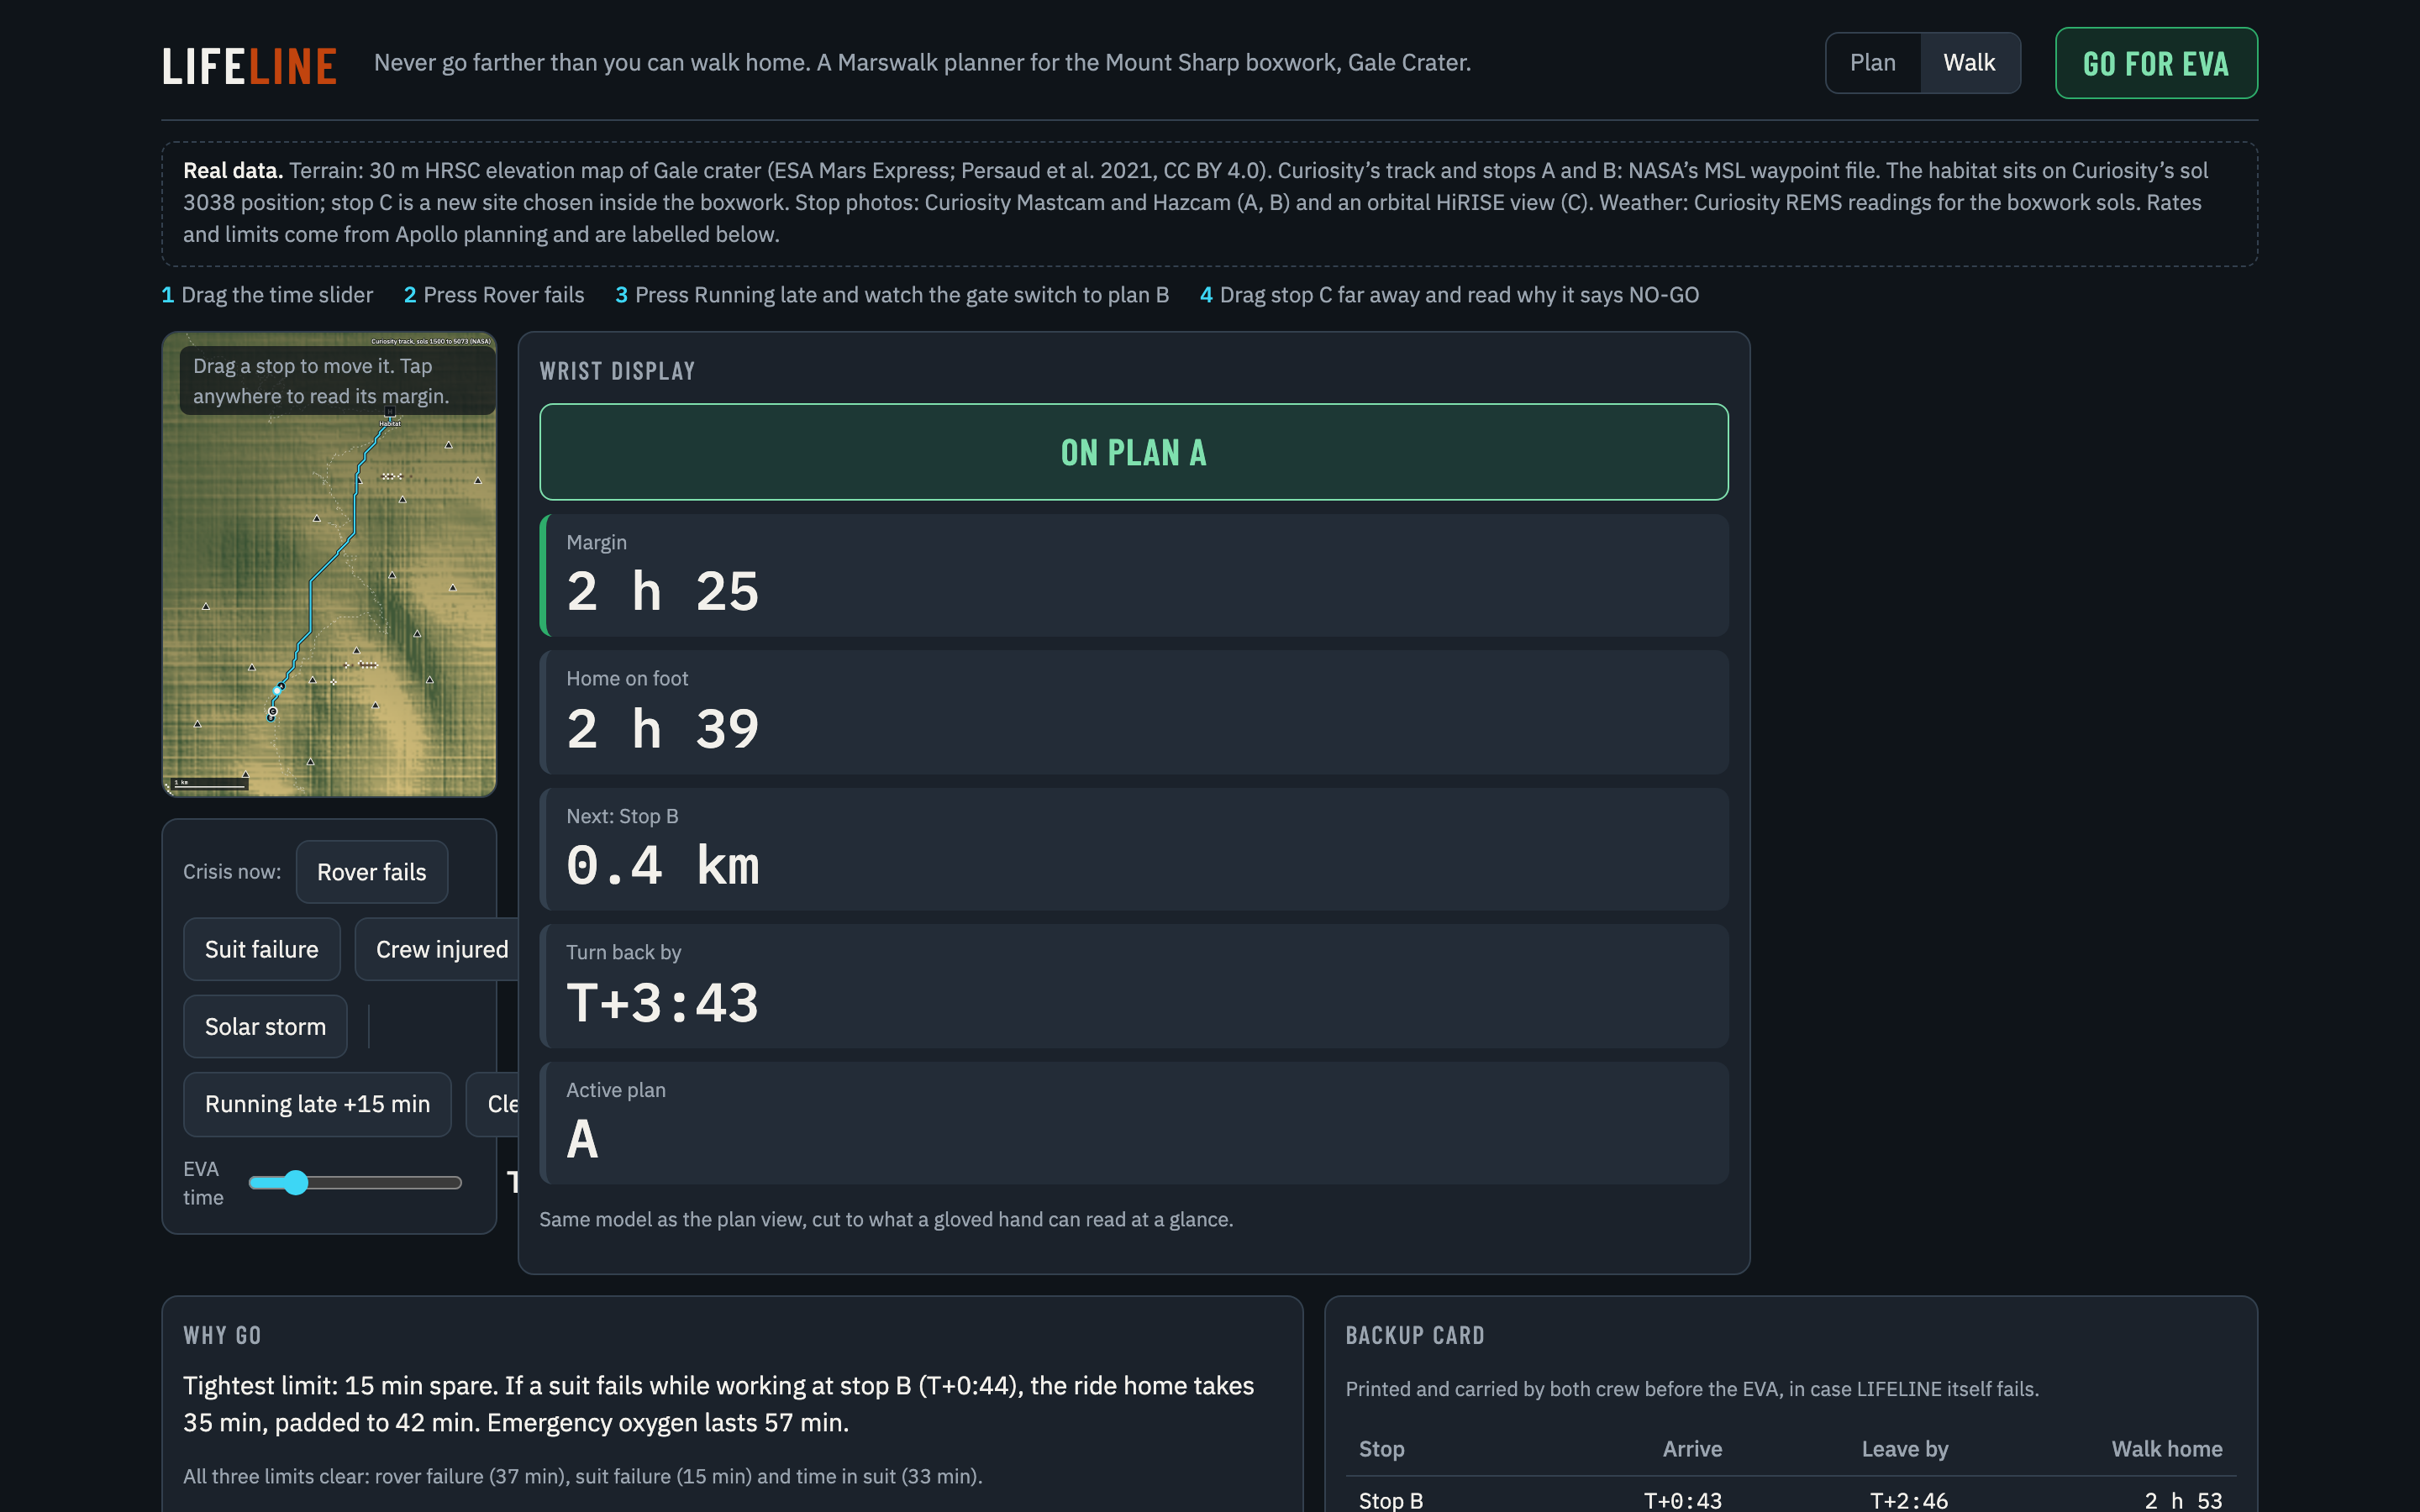 LIFELINE
Never go farther than you can walk home. A Marswalk planner for the Mount Sharp boxwork, Gale Crater.
Plan
Walk
GO FOR EVA
Real data. Terrain: 30 m HRSC elevation map of Gale crater (ESA Mars Express; Persaud et al. 2021, CC BY 4.0). Curiosity’s track and stops A and B: NASA’s MSL waypoint file. The habitat sits on Curiosity’s sol
3038 position; stop C is a new site chosen inside the boxwork. Stop photos: Curiosity Mastcam and Hazcam (A, B) and an orbital HiRISE view (C). Weather: Curiosity REMS readings for the boxwork sols. Rates
and limits come from Apollo planning and are labelled below.
1 Drag the time slider
2 Press Rover fails
3 Press Running late and watch the gate switch to plan B
4 Drag stop C far away and read why it says NO-GO
Curiosity track, sols 1500 to 5073 (NASA)
Drag a stop to move it. Tap
anywhere to read its margin.
H
Habitat
C
1 km
Crisis now:
Rover fails
Suit failure
Crew injured
Solar storm
Running late +15 min
Cle
EVA
time
T
WRIST DISPLAY
ON PLAN A
Margin
2 h 25
Home on foot
2 h 39
Next: Stop B
0.4 km
Turn back by
T+3:43
Active plan
A
Same model as the plan view, cut to what a gloved hand can read at a glance.
WHY GO
Tightest limit: 15 min spare. If a suit fails while working at stop B (T+0:44), the ride home takes
35 min, padded to 42 min. Emergency oxygen lasts 57 min.
All three limits clear: rover failure (37 min), suit failure (15 min) and time in suit (33 min).
BACKUP CARD
Printed and carried by both crew before the EVA, in case LIFELINE itself fails.
Stop Arrive Leave by Walk home
Stop B T+0:43 T+2:46 2 h 53